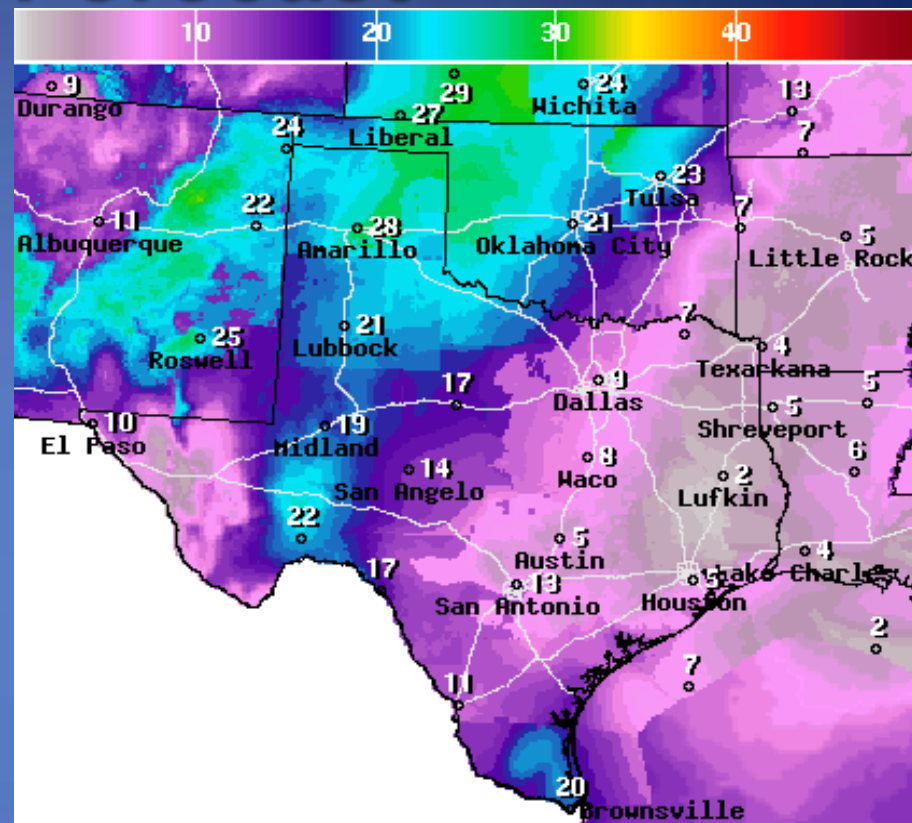 10 20 30 40
9
Durango
29
24
Wichita
13
27
Liberal
24
7
23
Tulsa
11
Albuquerque
22
28
Amarillo
21
Oklahoma City
7
5
Little Rock
25
Roswell
21
Lubbock
7
4
Texarkana
17
9
Dallas
5
Shreveport
5
10
El Paso
19
Midland
14
San Angelo
8
Waco
2
Lufkin
6
22
5
Austin
4
Lake Charles
17
13
San Antonio
5
Houston
2
7
11
20
Brownsville